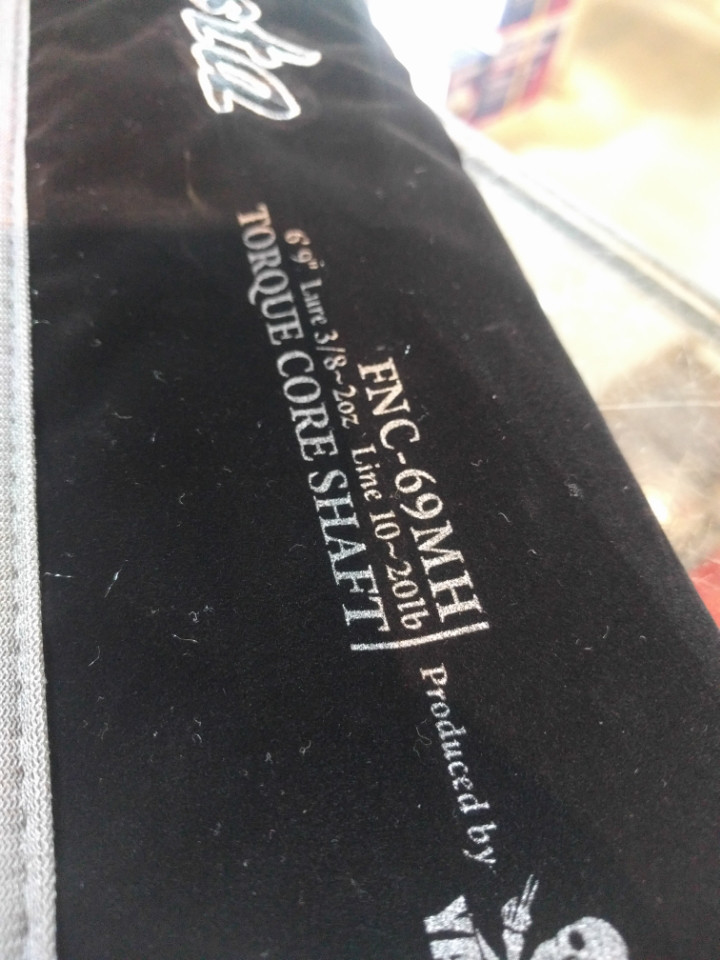 FNC-69MH
6'9" Lure 3/8~2oz Line 10~20lb
TORQUE CORE SHAFT
Produced by